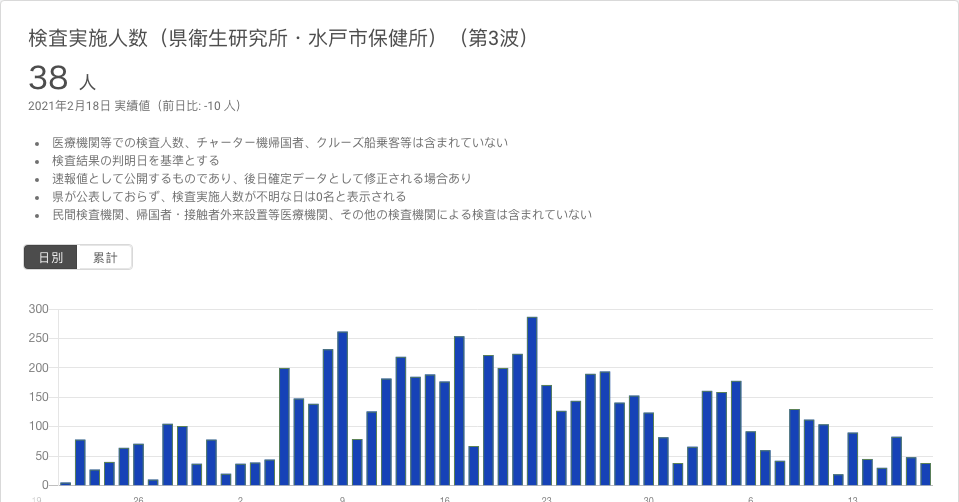 検査実施人数（県衛生研究所・水戸市保健所）（第3波）
38 人
2021年2月18日 実績値（前日比: -10 人）
• 医療機関等での検査人数、チャーター機帰国者、クルーズ船乗客等は含まれていない
• 検査結果の判明日を基準とする
• 速報値として公開するものであり、後日確定データとして修正される場合あり
• 県が公表しておらず、検査実施人数が不明な日は0名と表示される
• 民間検査機関、帰国者・接触者外来設置等医療機関、その他の検査機関による検査は含まれていない
日別 累計
300
250
200
150
100
50
0
19 26 2 9 16 23 30 6 13